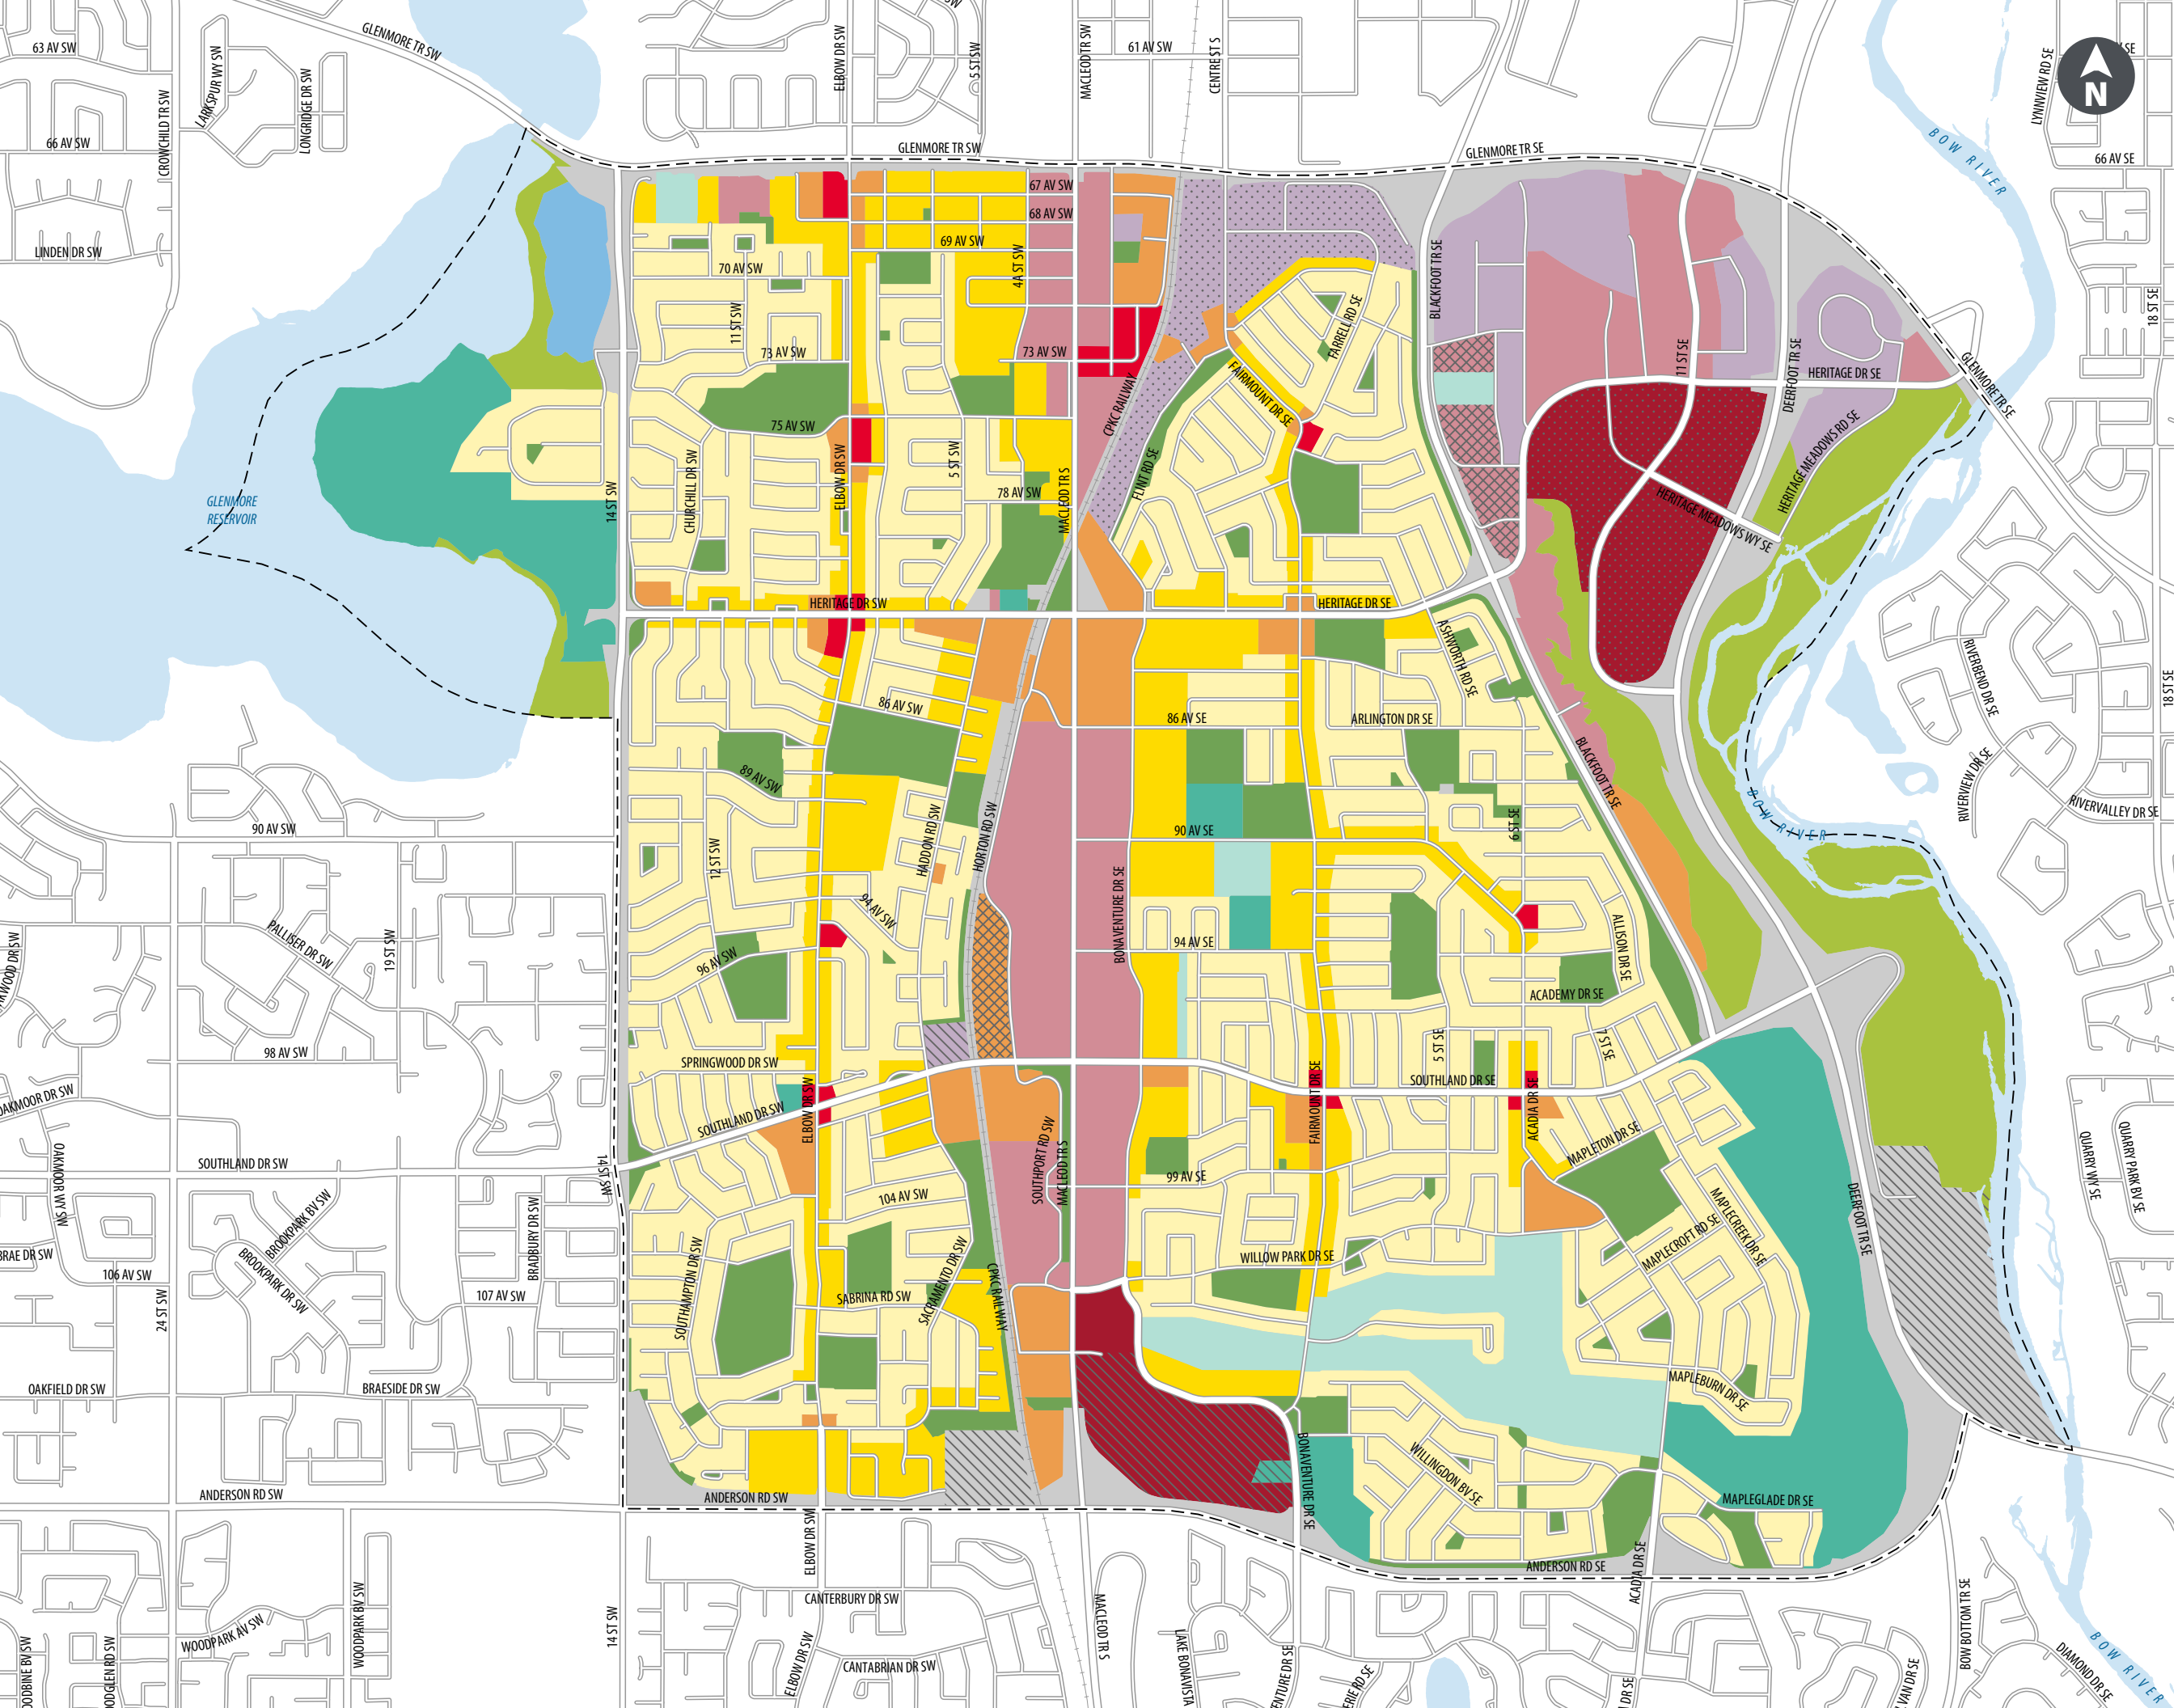 GLENMORE TR SW
63 AV SW
LARKSPUR WY SW
LONGRIDGE DR SW
CROWCHILD TR SW
66 AV SW
LINDEN DR SW
ELBOW DR SW
5 ST SW
MACLEOD TR SW
61 AV SW
CENTRE ST S
LYNNVIEW RD SE
N
BOW RIVER
66 AV SE
GLENMORE TR SW
GLENMORE TR SE
67 AV SW
68 AV SW
69 AV SW
70 AV SW
4A ST SW
11 ST SW
73 AV SW
73 AV SW
BLACKFOOT TR SE
FARRELL RD SE
FAIRMOUNT DR SE
11 ST SE
DEERFOOT TR SE
HERITAGE DR SE
GLENMORE TR SE
18 ST SE
CPKC RAILWAY
75 AV SW
HERITAGE MEADOWS RD SE
CHURCHILL DR SW
ELBOW DR SW
5 ST SW
78 AV SW
MACLEOD TR S
FLINT RD SE
14 ST SW
GLENMORE
RESERVOIR
HERITAGE MEADOWS WY SE
HERITAGE DR SW
HERITAGE DR SE
ASHWORTH RD SE
RIVERBEND DR SE
18 ST SE
86 AV SW
86 AV SE
ARLINGTON DR SE
BLACKFOOT TR SE
89 AV SW
RIVERVIEW DR SE
RIVERVALLEY DR SE
BOW RIVER
90 AV SW
90 AV SE
6 ST SE
12 ST SW
HADDON RD SW
HORTON RD SW
BONAVENTURE DR SE
94 AV SW
94 AV SE
96 AV SW
ALLISON DR SE
ACADEMY DR SE
PALLISER DR SW
19 ST SW
98 AV SW
OAKMOOR DR SW
SPRINGWOOD DR SW
5 ST SE
7 ST SE
SOUTHLAND DR SE
ELBOW DR SW
SOUTHLAND DR SW
FAIRMOUNT DR SE
ACADIA DR SE
MAPLETON DR SE
SOUTHLAND DR SW
14 ST SW
OAKMOOR WY SW
SOUTHPORT RD SW
MACLEOD TR S
99 AV SE
104 AV SW
MAPLECREEK DR SE
MAPLECROFT RD SE
DEERFOOT TR SE
QUARRY WY SE
QUARRY PARK BV SE
BROOKPARK BV SW
BROOKPARK DR SW
BRADBURY DR SW
106 AV SW
107 AV SW
24 ST SW
WILLOW PARK DR SE
SACRAMENTO DR SW
SOUTHAMPTON DR SW
SABRINA RD SW
CPKC RAILWAY
OAKFIELD DR SW
BRAESIDE DR SW
MAPLEBURN DR SE
WILLINGDON BV SE
BONAVENTURE DR SE
ANDERSON RD SW
ANDERSON RD SW
MAPLEGLADE DR SE
ELBOW DR SW
ANDERSON RD SE
ACADIA DR SE
CANTERBURY DR SW
MACLEOD TR S
14 ST SW
WOODPARK BV SW
WOODPARK AV SW
ELBOW DR SW
CANTABRIAN DR SW
LAKE BONAVISTA
BOW BOTTOM TR SE
DIAMOND DR SE
BOW RIVER